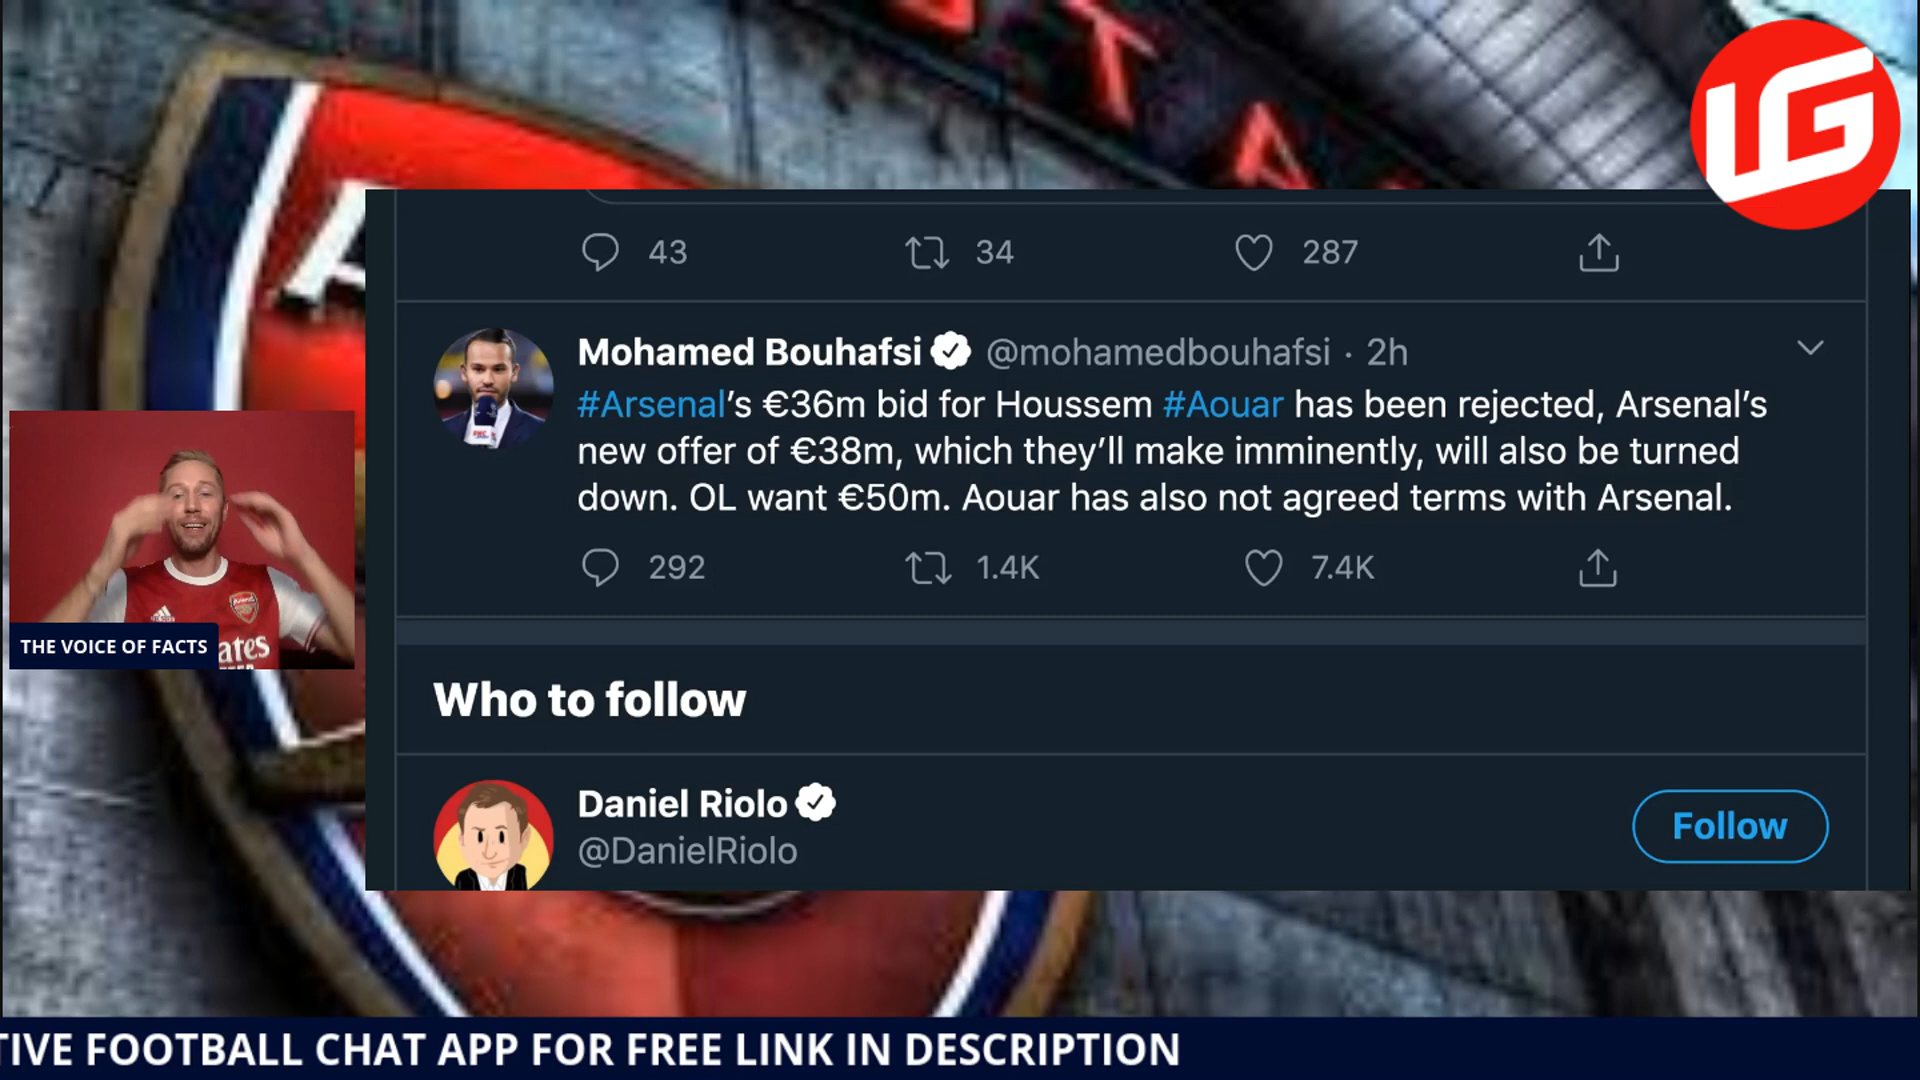 LG
43 34 287
Mohamed Bouhafsi @mohamedbouhafsi · 2h
#Arsenal’s €36m bid for Houssem #Aouar has been rejected, Arsenal’s
new offer of €38m, which they’ll make imminently, will also be turned
down. OL want €50m. Aouar has also not agreed terms with Arsenal.
292 1.4K 7.4K
THE VOICE OF FACTS
Who to follow
Daniel Riolo
@DanielRiolo
Follow
TIVE FOOTBALL CHAT APP FOR FREE LINK IN DESCRIPTION